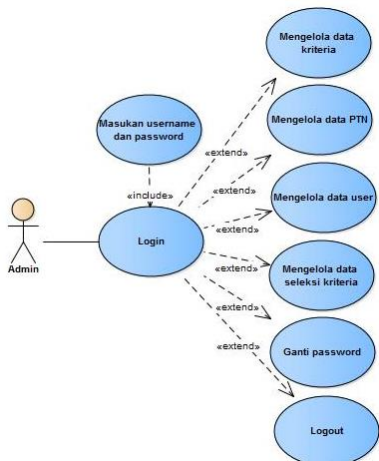 Mengelola data
kriteria
Masukan username
dan password
Mengelola data PTN
«extend»
«extend»
«include»
Mengelola data user
«extend»
Login
Admin
«extend»
Mengelola data
seleksi kriteria
«extend»
Ganti password
«extend»
Logout